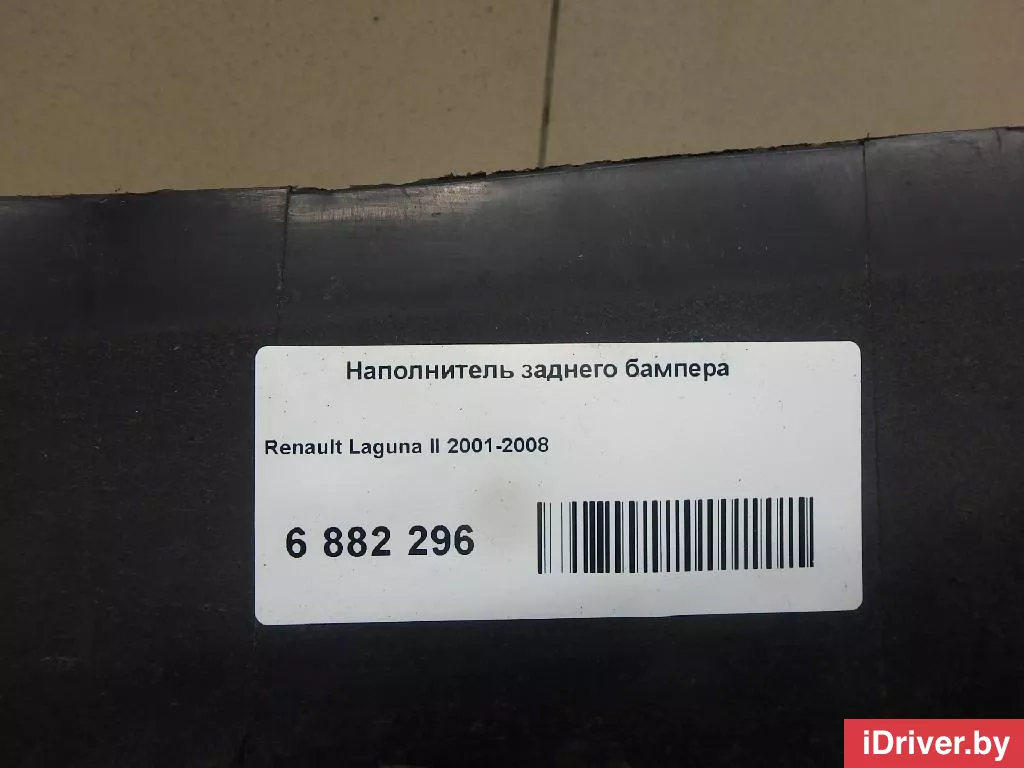 Наполнитель заднего бампера
Renault Laguna II 2001-2008
6 882 296
iDriver.by